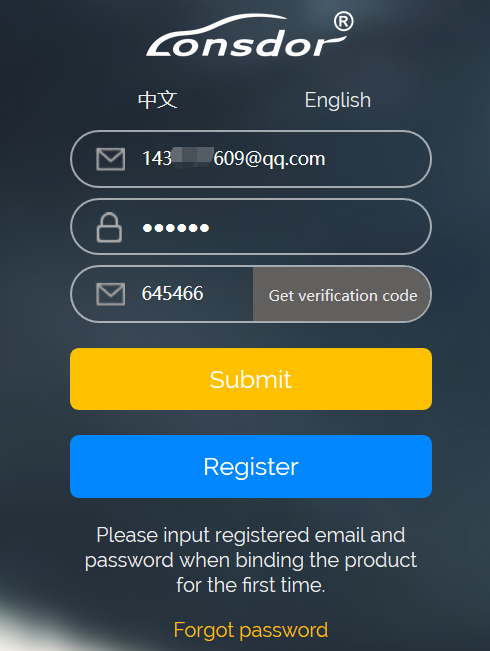 Lonsdor®
中文 English
143 609@qq.com
••••••
645466 Get verification code
Submit
Register
Please input registered email and
password when binding the product
for the first time.
Forgot password